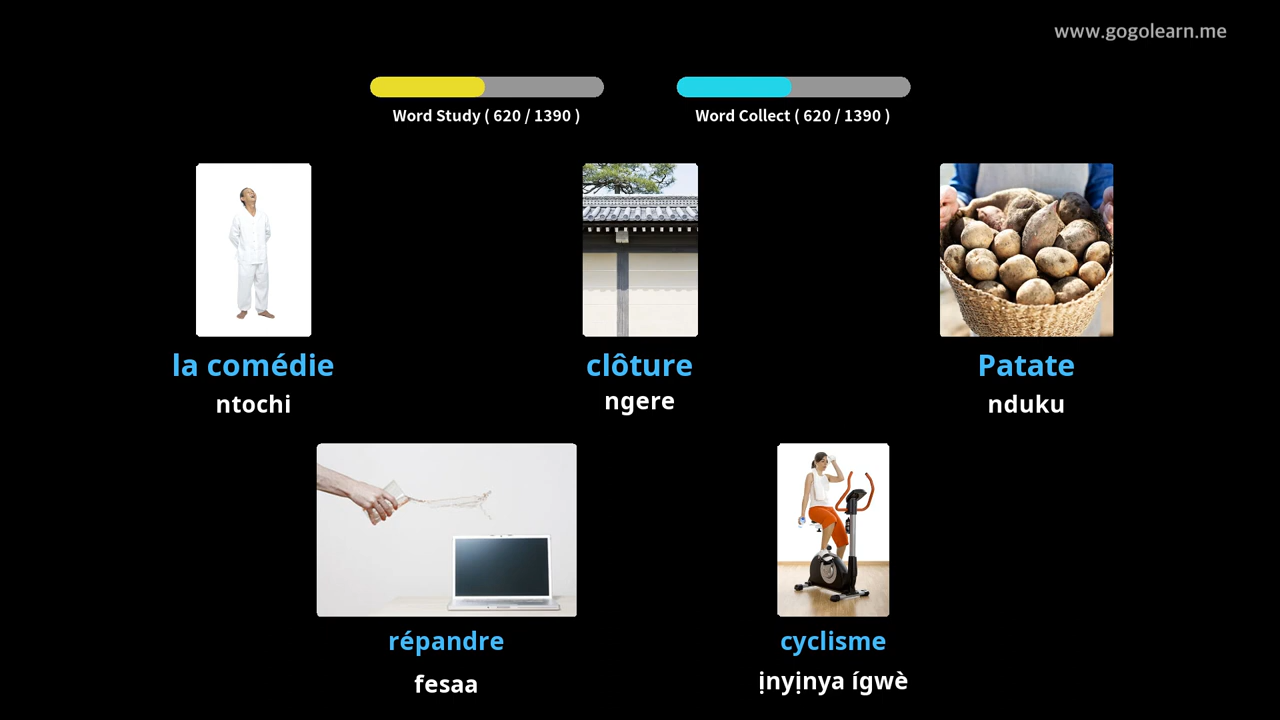 www.gogolearn.me
Word Study ( 620 / 1390 )
Word Collect ( 620 / 1390 )
la comédie
ntochi
clôture
ngere
Patate
nduku
répandre
fesaa
cyclisme
ịnyịnya ígwè